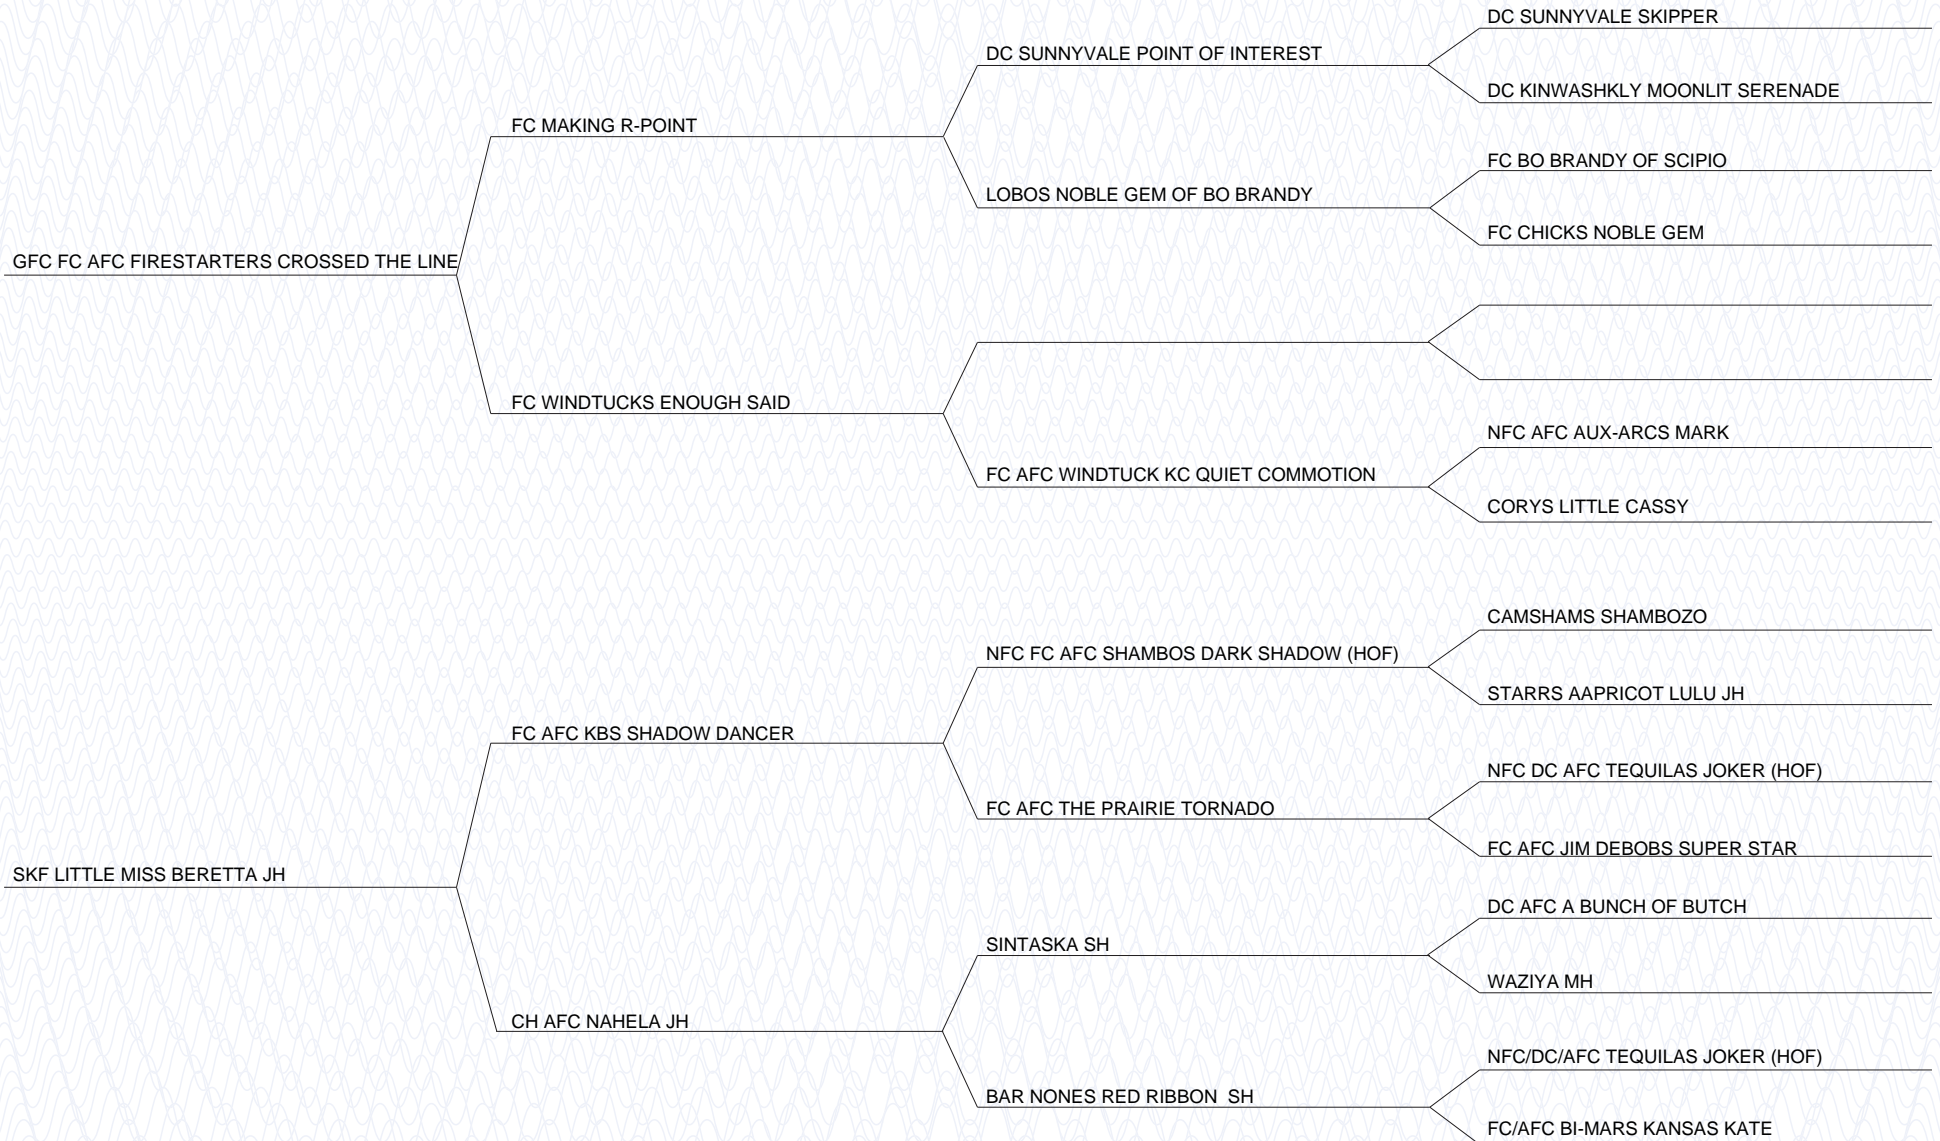 DC SUNNYVALE SKIPPER
DC SUNNYVALE POINT OF INTEREST
DC KINWASHKLY MOONLIT SERENADE
FC MAKING R-POINT
FC BO BRANDY OF SCIPIO
LOBOS NOBLE GEM OF BO BRANDY
FC CHICKS NOBLE GEM
GFC FC AFC FIRESTARTERS CROSSED THE LINE
FC WINDTUCKS ENOUGH SAID
NFC AFC AUX-ARCS MARK
FC AFC WINDTUCK KC QUIET COMMOTION
CORYS LITTLE CASSY
CAMSHAMS SHAMBOZO
NFC FC AFC SHAMBOS DARK SHADOW (HOF)
STARRS AAPRICOT LULU JH
FC AFC KBS SHADOW DANCER
NFC DC AFC TEQUILAS JOKER (HOF)
FC AFC THE PRAIRIE TORNADO
FC AFC JIM DEBOBS SUPER STAR
SKF LITTLE MISS BERETTA JH
DC AFC A BUNCH OF BUTCH
SINTASKA SH
WAZIYA MH
CH AFC NAHELA JH
NFC/DC/AFC TEQUILAS JOKER (HOF)
BAR NONES RED RIBBON  SH
FC/AFC BI-MARS KANSAS KATE